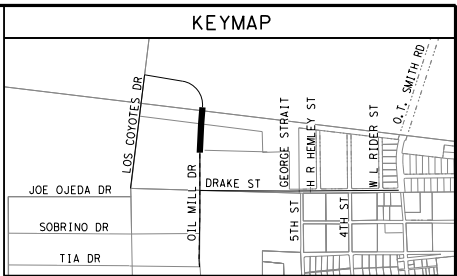 KEYMAP
O.T. SMITH RD
LOS COYOTES DR
GEORGE STRAIT
H R HEMLEY ST
W L RIDER ST
OIL MILL DR
DRAKE ST
JOE OJEDA DR
5TH ST
4TH ST
SOBRINO DR
TIA DR